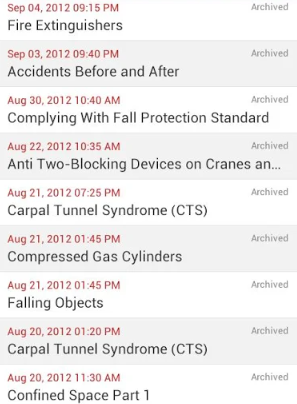 Sep 04, 2012 09:15 PM Archived
Fire Extinguishers
Sep 03, 2012 09:40 PM Archived
Accidents Before and After
Aug 30, 2012 10:40 AM Archived
Complying With Fall Protection Standard
Aug 22, 2012 10:35 AM Archived
Anti Two-Blocking Devices on Cranes an...
Aug 21, 2012 07:25 PM Archived
Carpal Tunnel Syndrome (CTS)
Aug 21, 2012 01:45 PM Archived
Compressed Gas Cylinders
Aug 21, 2012 01:45 PM Archived
Falling Objects
Aug 20, 2012 01:20 PM Archived
Carpal Tunnel Syndrome (CTS)
Aug 20, 2012 11:30 AM Archived
Confined Space Part 1